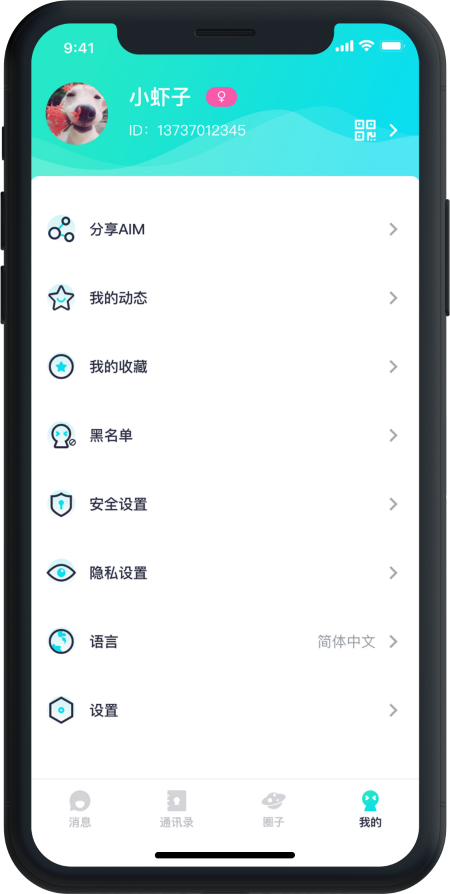 9:41
小虾子
ID：13737012345
分享AIM
我的动态
我的收藏
黑名单
安全设置
隐私设置
语言 简体中文
设置
消息 通讯录 圈子 我的